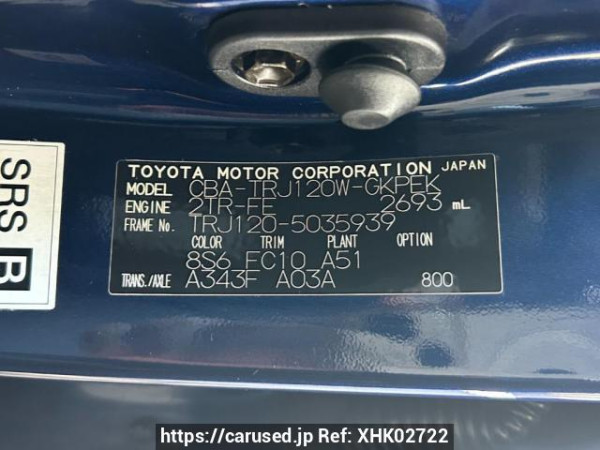 TOYOTA MOTOR CORPORATION JAPAN
MODEL CBA-TRJ120W-GKPEK
ENGINE 2TR-FE 2693 mL
FRAME No. TRJ120-5035939
COLOR TRIM PLANT OPTION
8S6 FC10 A51
TRANS./AXLE A343F A03A 800
SRS B
https://carused.jp Ref: XHK02722